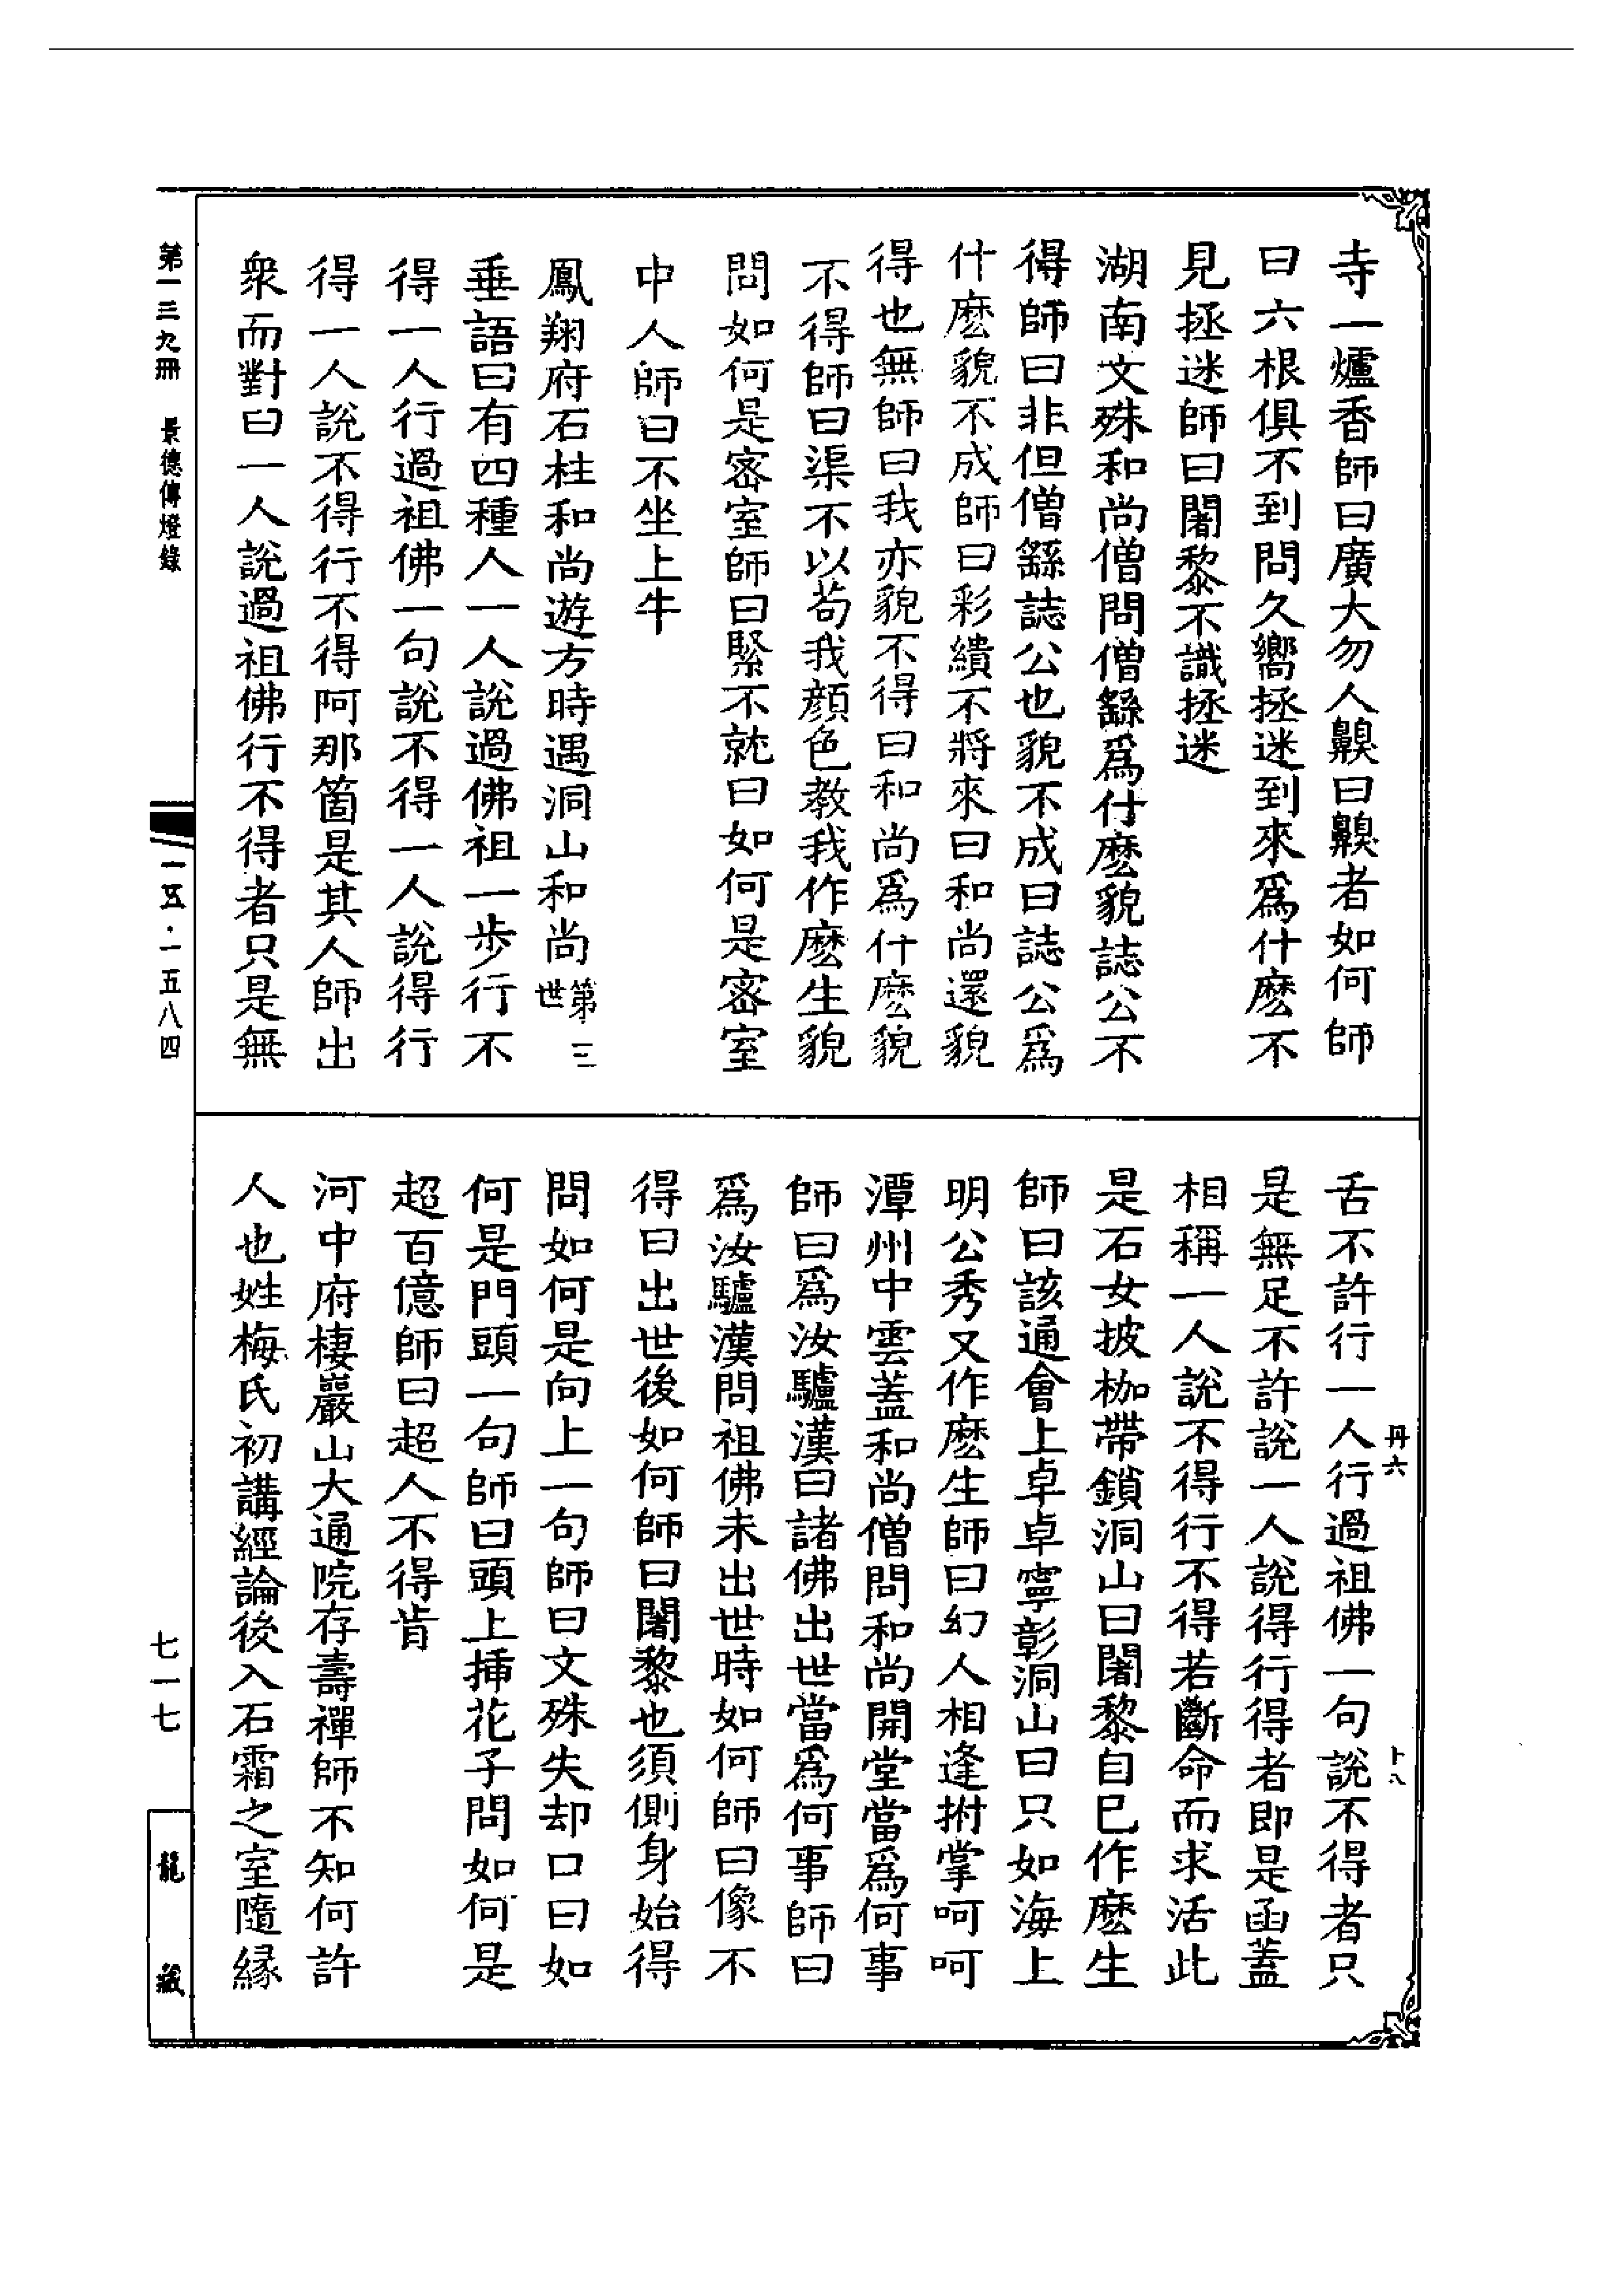 寺一爐香師曰廣大勿人齅曰齅者如何師
曰六根俱不到問久嚮拯迷到來爲什麽不
見拯迷師曰闍黎不識拯迷
湖南文殊和尚僧問僧繇爲什麽貌誌公不
得師曰非但僧繇誌公也貌不成曰誌公爲
什麽貌不成師曰彩繢不將來曰和尚還貌
得也無師曰我亦貌不得曰和尚爲什麽貌
不得師曰渠不以苟我顔色教我作麽生貌
問如何是密室師曰緊不就曰如何是密室
中人師曰不坐上牛
鳳翔府石柱和尚遊方時遇洞山和尚第三世
垂語曰有四種人一人說過佛祖一步行不
得一人行過祖佛一句說不得一人說得行
得一人說不得行不得阿那箇是其人師出
衆而對曰一人說過祖佛行不得者只是無
舌不許行一人行過祖佛一句說不得者只
是無足不許說一人說得行得者即是函蓋
相稱一人說不得行不得若斷命而求活此
是石女披枷帶鎖洞山曰闍黎自巳作麽生
師曰該通會上卓卓寧彰洞山曰只如海上
明公秀又作麽生師曰幻人相逢拊掌呵呵
潭州中雲蓋和尚僧問和尚開堂當爲何事
師曰爲汝驢漢曰諸佛出世當爲何事師曰
爲汝驢漢問祖佛未出世時如何師曰像不
得曰出世後如何師曰闍黎也須側身始得
問如何是向上一句師曰文殊失却口曰如
何是門頭一句師曰頭上揷花子問如何是
超百億師曰超人不得肯
河中府棲巖山大通院存壽禪師不知何許
人也姓梅氏初講經論後入石霜之室隨緣
丹六
十八
第一三九冊 景德傳燈錄
一五·一五八四
七一七
龍藏